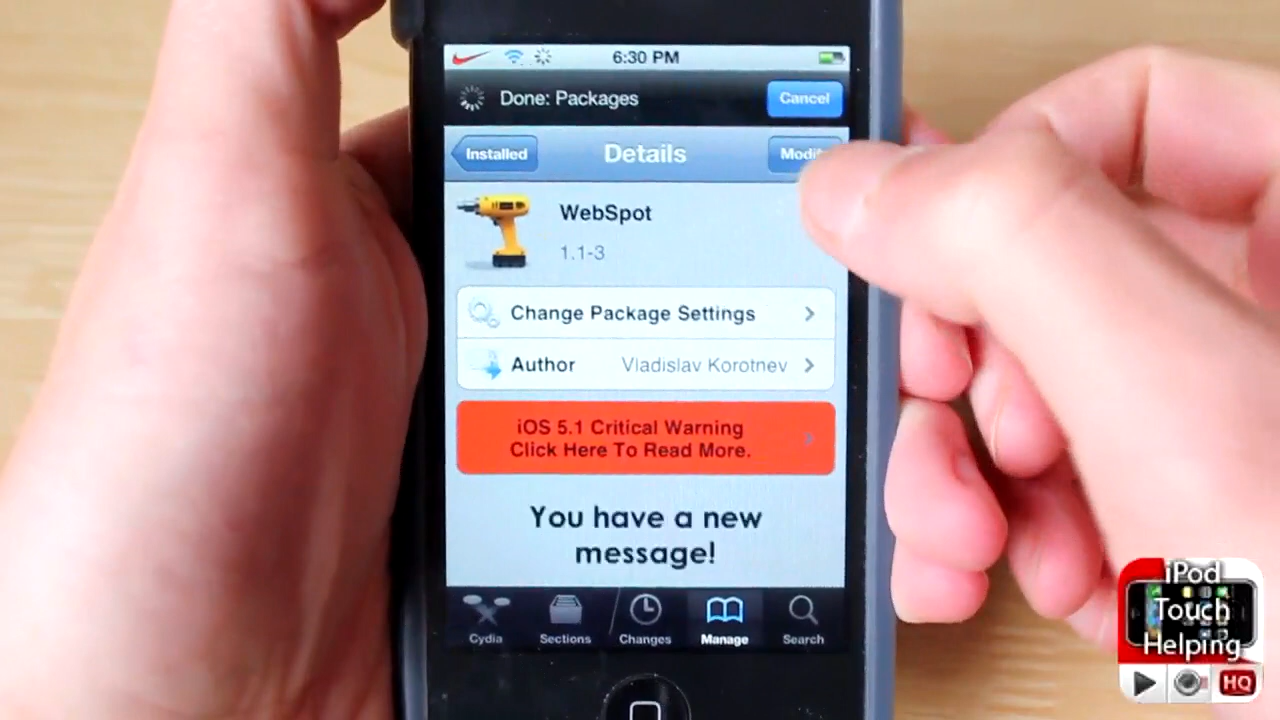 6:30 PM
Done: Packages
Cancel
Installed
Details
WebSpot
1.1-3
Change Package Settings
Author Vladislav Korotnev
iOS 5.1 Critical Warning
Click Here To Read More.
You have a new
message!
Cydia Sections Changes Manage Search
iPod
Touch
Helping
HQ